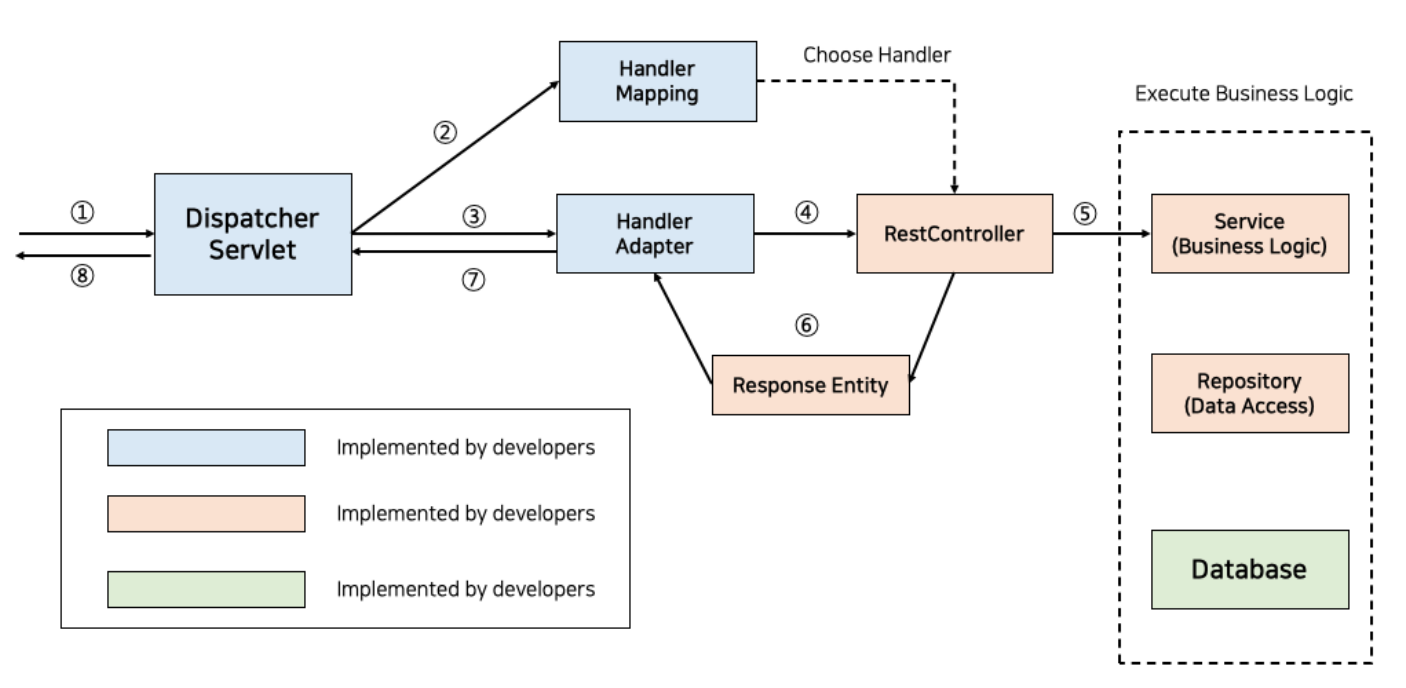 Handler
Mapping
Choose Handler
Execute Business Logic
①
②
Dispatcher
Servlet
③
Handler
Adapter
④
RestController
⑤
Service
(Business Logic)
⑧
⑦
⑥
Response Entity
Repository
(Data Access)
Implemented by developers
Implemented by developers
Implemented by developers
Database